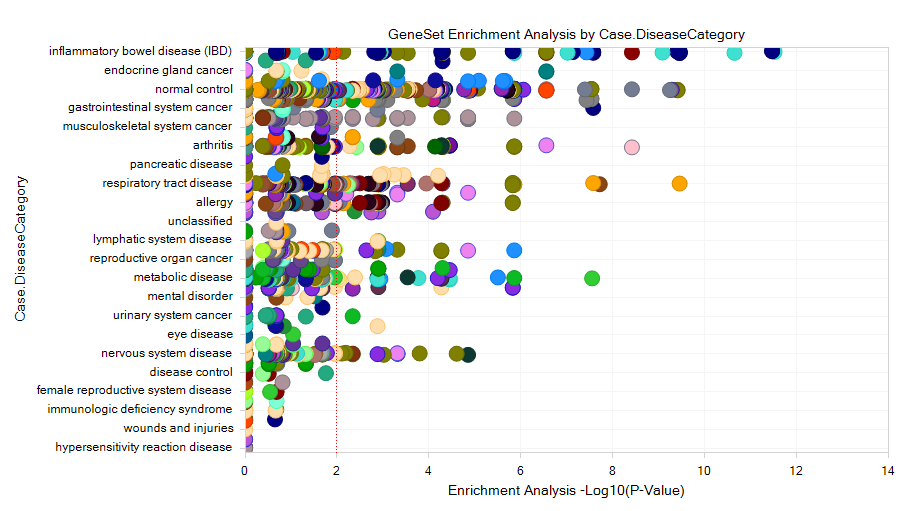 GeneSet Enrichment Analysis by Case.DiseaseCategory
Case.DiseaseCategory
inflammatory bowel disease (IBD)
endocrine gland cancer
normal control
gastrointestinal system cancer
musculoskeletal system cancer
arthritis
pancreatic disease
respiratory tract disease
allergy
unclassified
lymphatic system disease
reproductive organ cancer
metabolic disease
mental disorder
urinary system cancer
eye disease
nervous system disease
disease control
female reproductive system disease
immunologic deficiency syndrome
wounds and injuries
hypersensitivity reaction disease
0 2 4 6 8 10 12 14
Enrichment Analysis -Log10(P-Value)